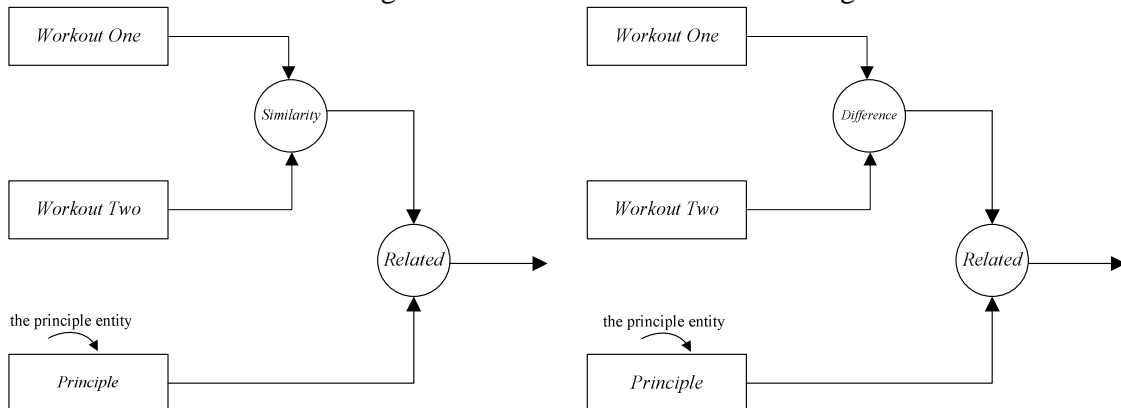 Workout One
Similarity
Workout Two
Related
the principle entity
Principle
Workout One
Difference
Workout Two
Related
the principle entity
Principle